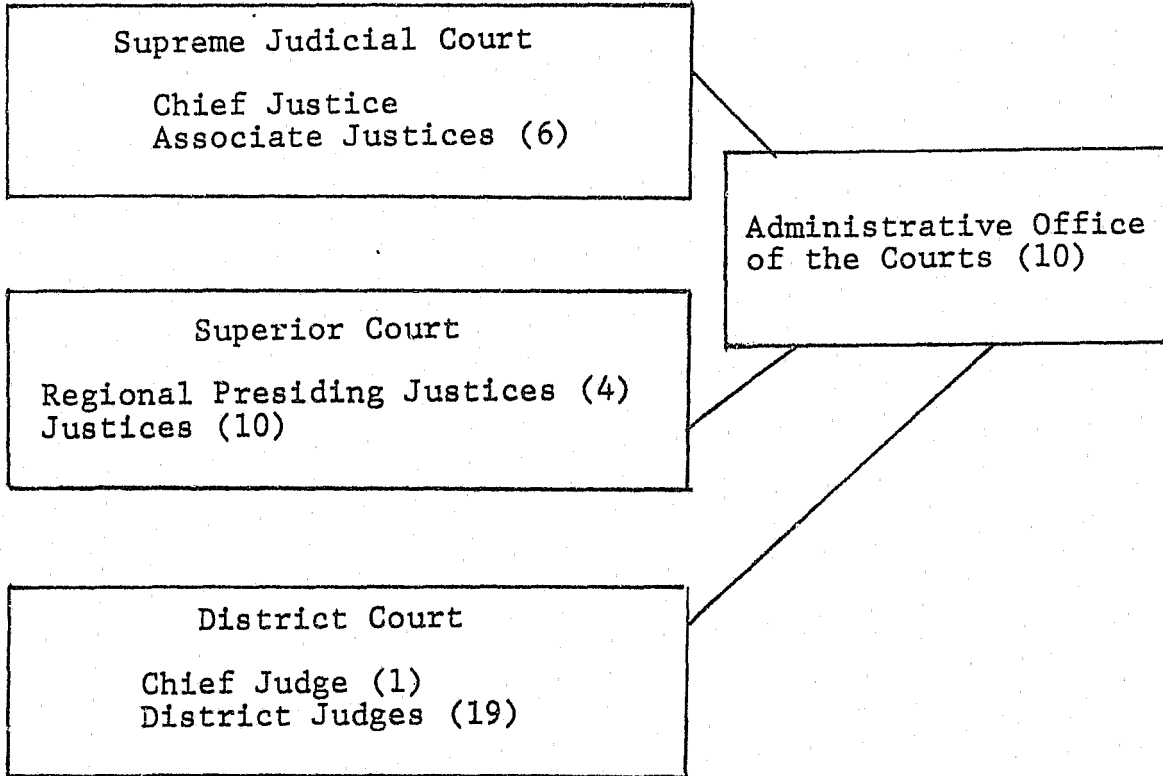 Supreme Judicial Court
Chief Justice
Associate Justices (6)
Administrative Office
of the Courts (10)
Superior Court
Regional Presiding Justices (4)
Justices (10)
District Court
Chief Judge (1)
District Judges (19)